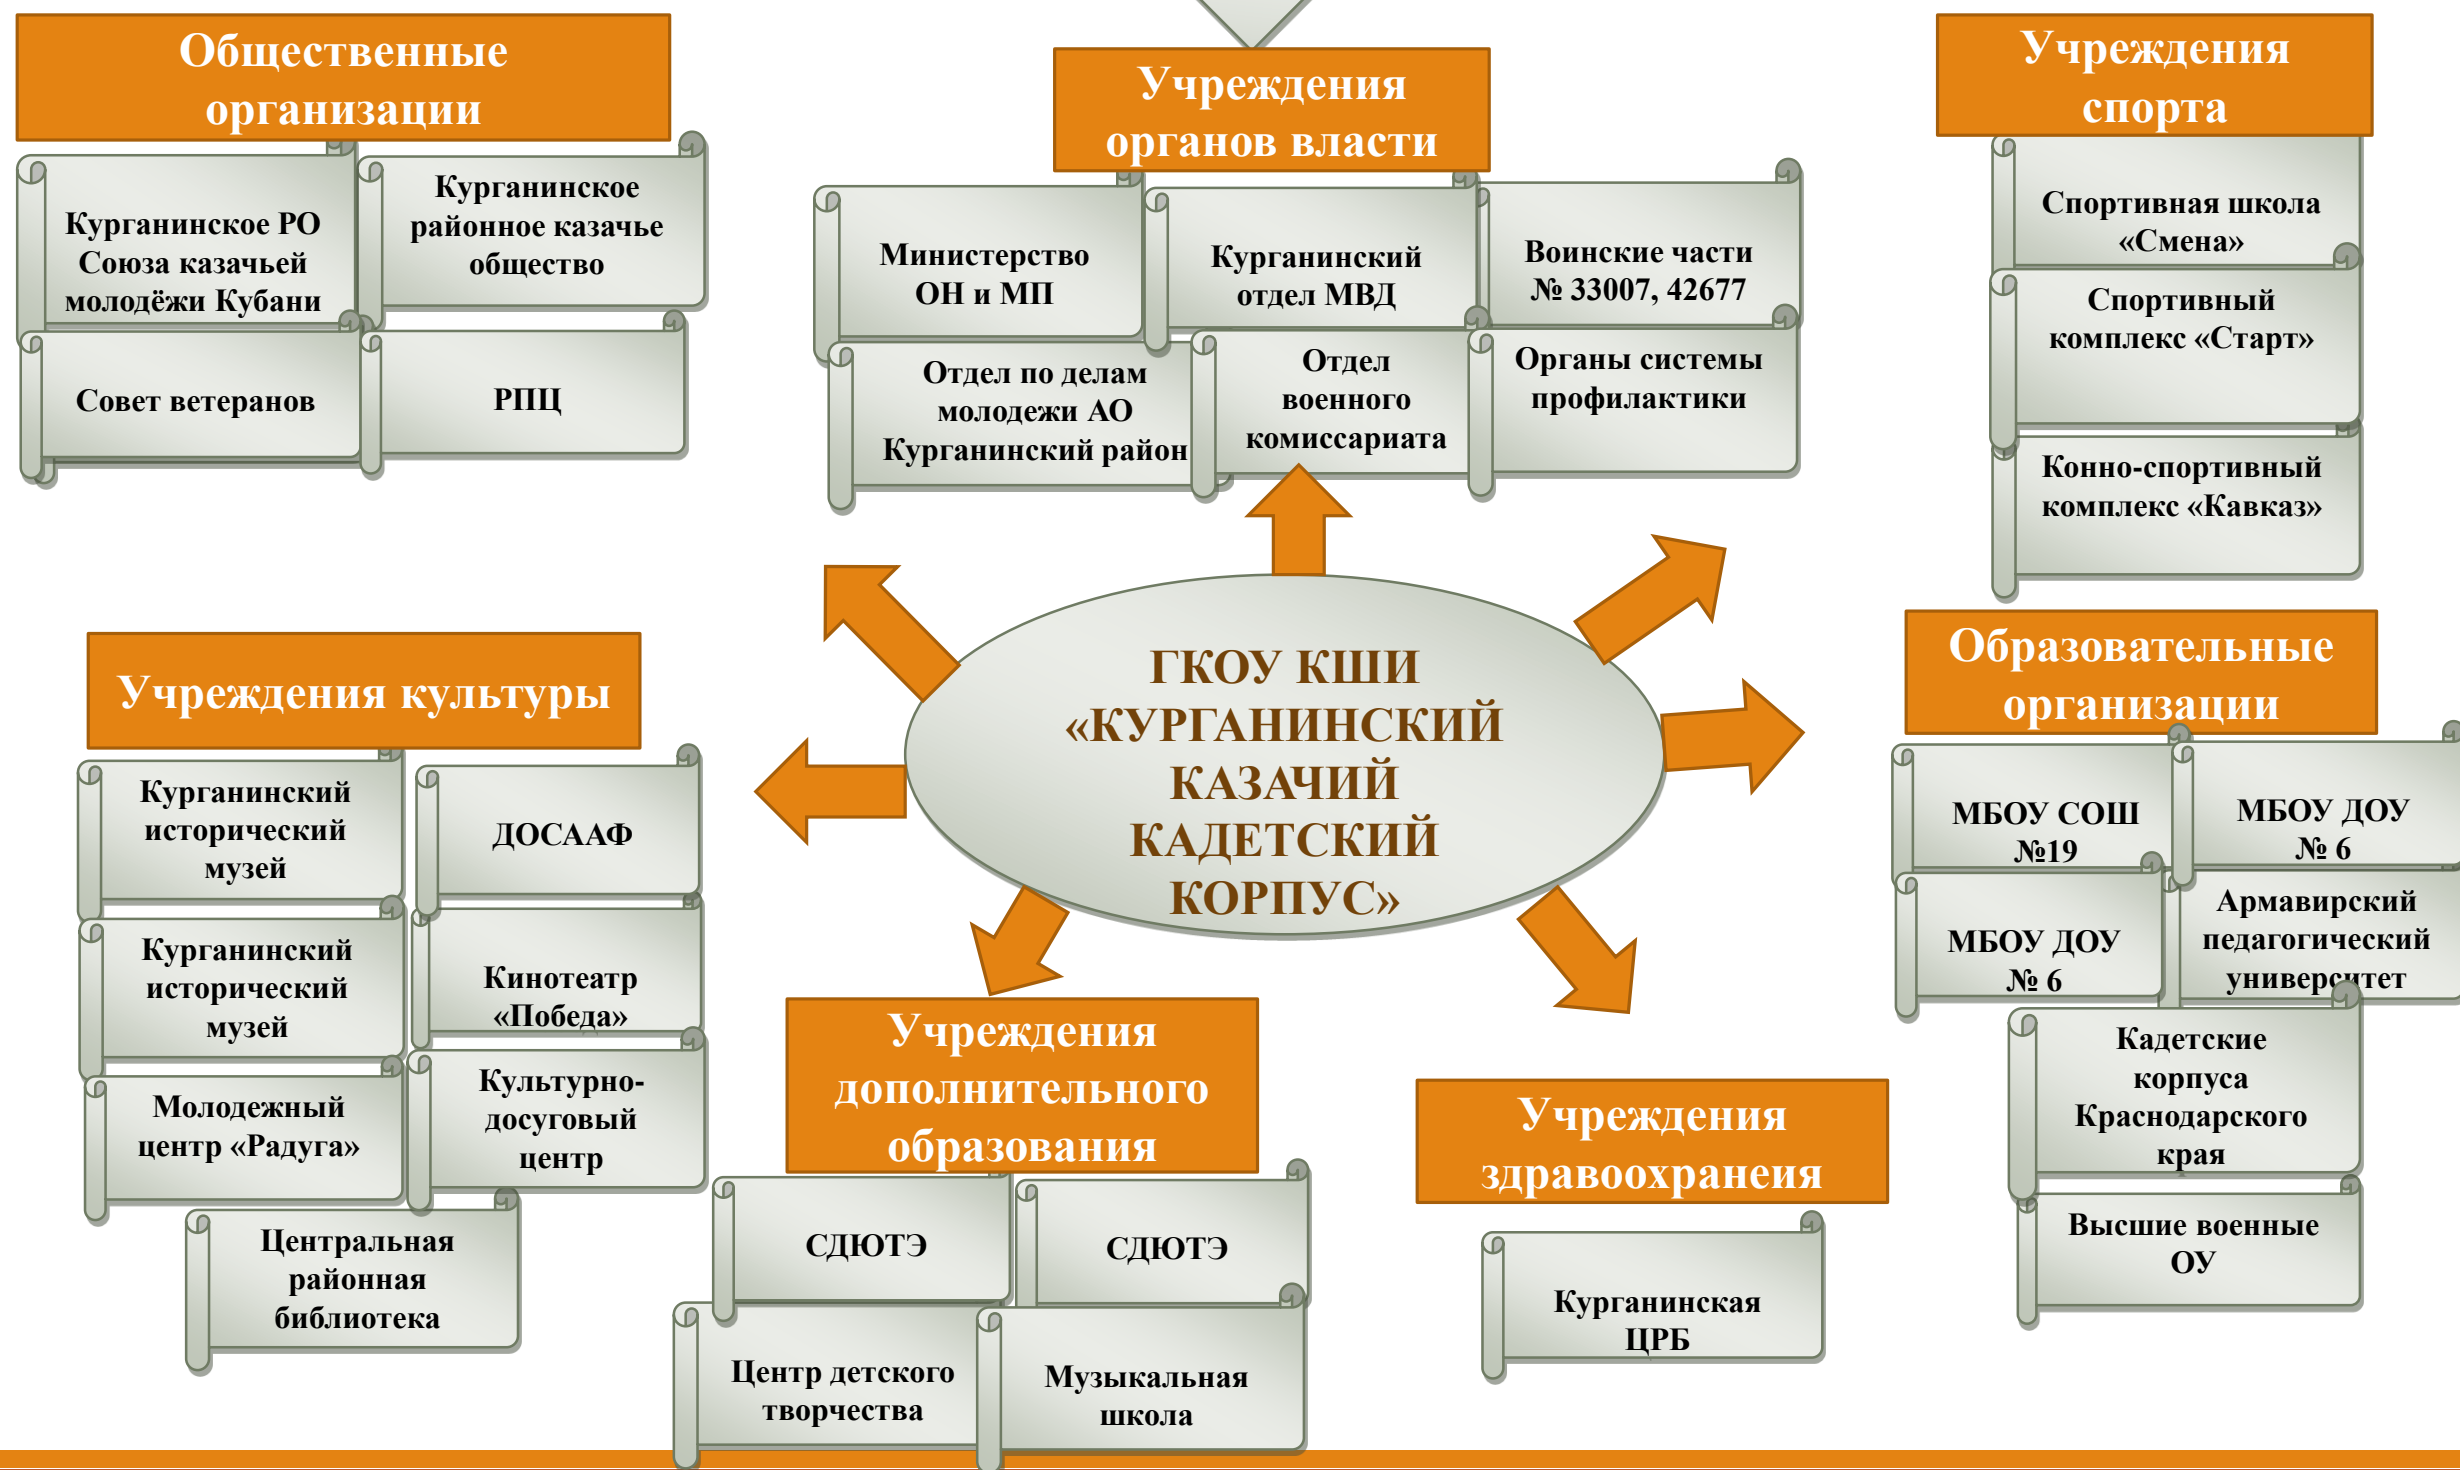 Общественные
организации
Курганинское РО
Союза казачьей
молодёжи Кубани
Курганинское
районное казачье
общество
Совет ветеранов
РПЦ
Учреждения
органов власти
Министерство
ОН и МП
Курганинский
отдел МВД
Воинские части
№ 33007, 42677
Отдел по делам
молодежи АО
Курганинский район
Отдел
военного
комиссариата
Органы системы
профилактики
Учреждения
спорта
Спортивная школа
«Смена»
Спортивный
комплекс «Старт»
Конно-спортивный
комплекс «Кавказ»
ГКОУ КШИ
«КУРГАНИНСКИЙ
КАЗАЧИЙ
КАДЕТСКИЙ
КОРПУС»
Учреждения культуры
Курганинский
исторический
музей
ДОСААФ
Курганинский
исторический
музей
Кинотеатр
«Победа»
Молодежный
центр «Радуга»
Культурно-
досуговый
центр
Центральная
районная
библиотека
Учреждения
дополнительного
образования
СДЮТЭ
СДЮТЭ
Центр детского
творчества
Музыкальная
школа
Учреждения
здравоохранеия
Курганинская
ЦРБ
Образовательные
организации
МБОУ СОШ
№19
МБОУ ДОУ
№ 6
МБОУ ДОУ
№ 6
Армавирский
педагогический
университет
Кадетские
корпуса
Краснодарского
края
Высшие военные
ОУ